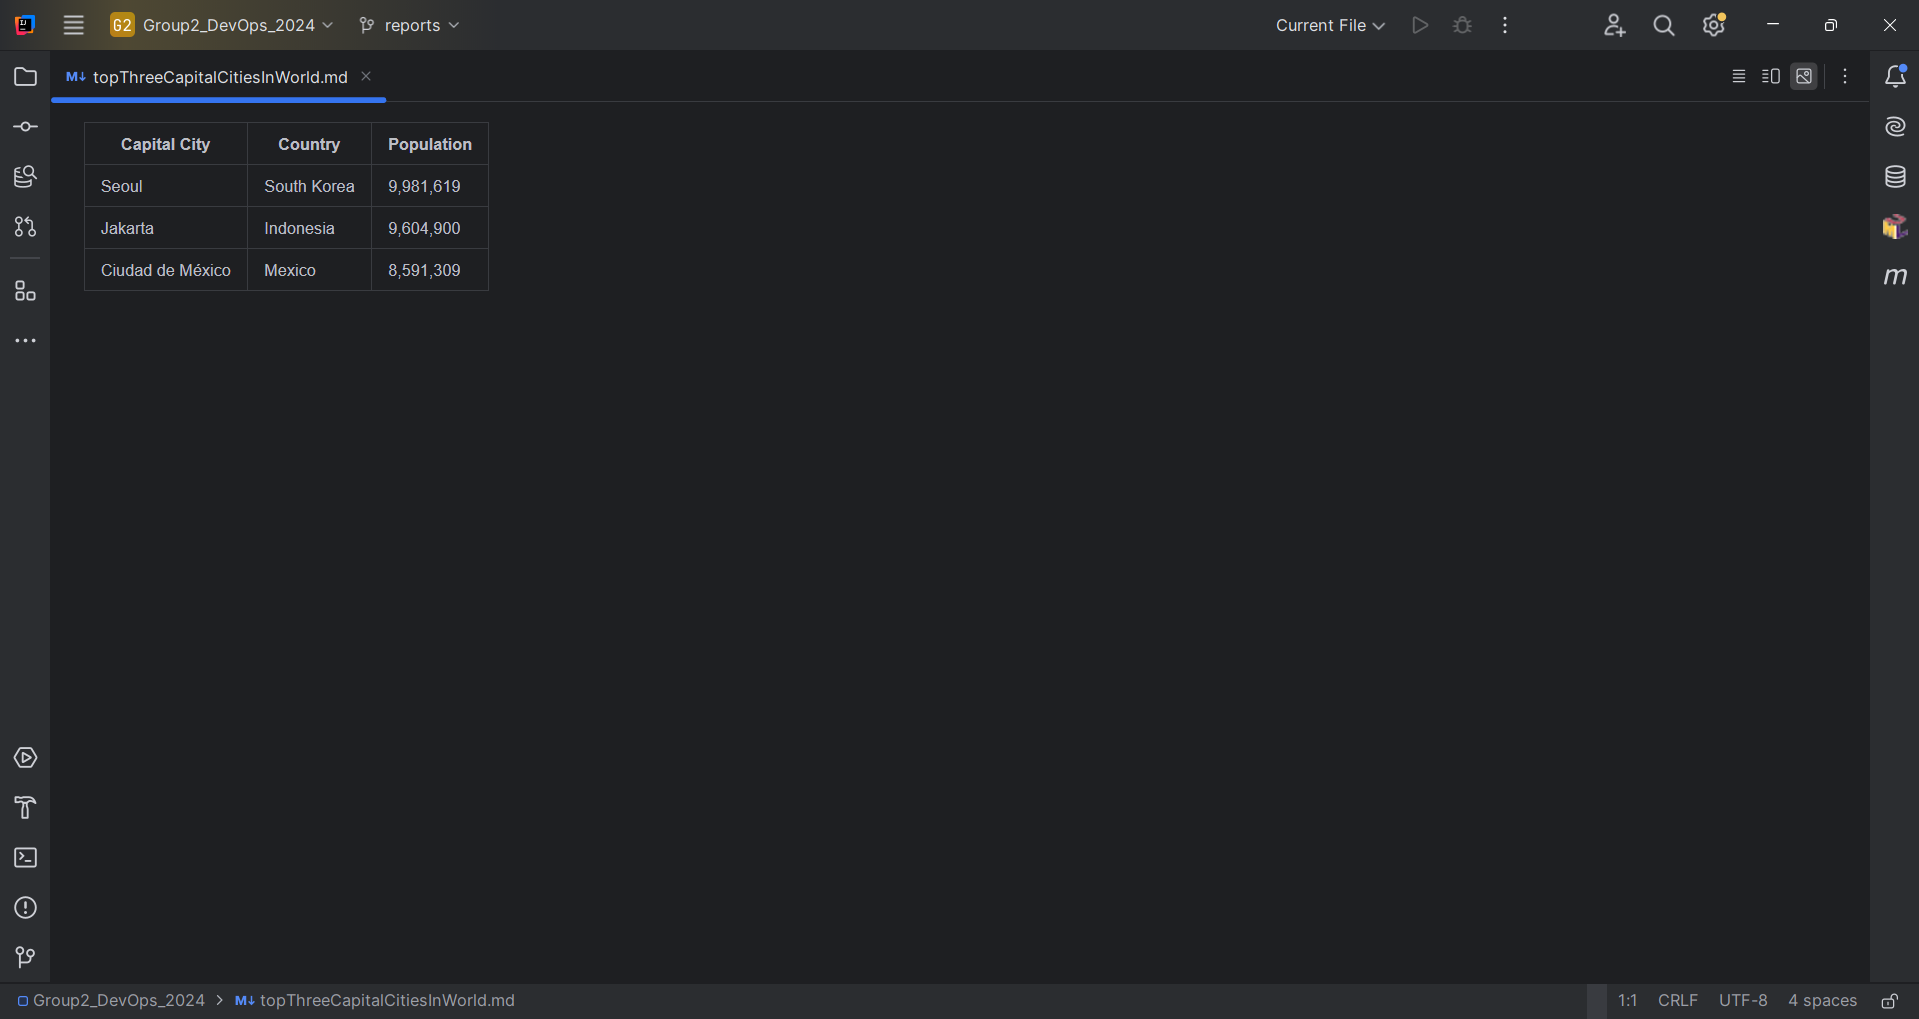 G2 Group2_DevOps_2024 reports Current File
M↓ topThreeCapitalCitiesInWorld.md
Capital City Country Population
Seoul South Korea 9,981,619
Jakarta Indonesia 9,604,900
Ciudad de México Mexico 8,591,309
m
Group2_DevOps_2024 > M↓ topThreeCapitalCitiesInWorld.md 1:1 CRLF UTF-8 4 spaces